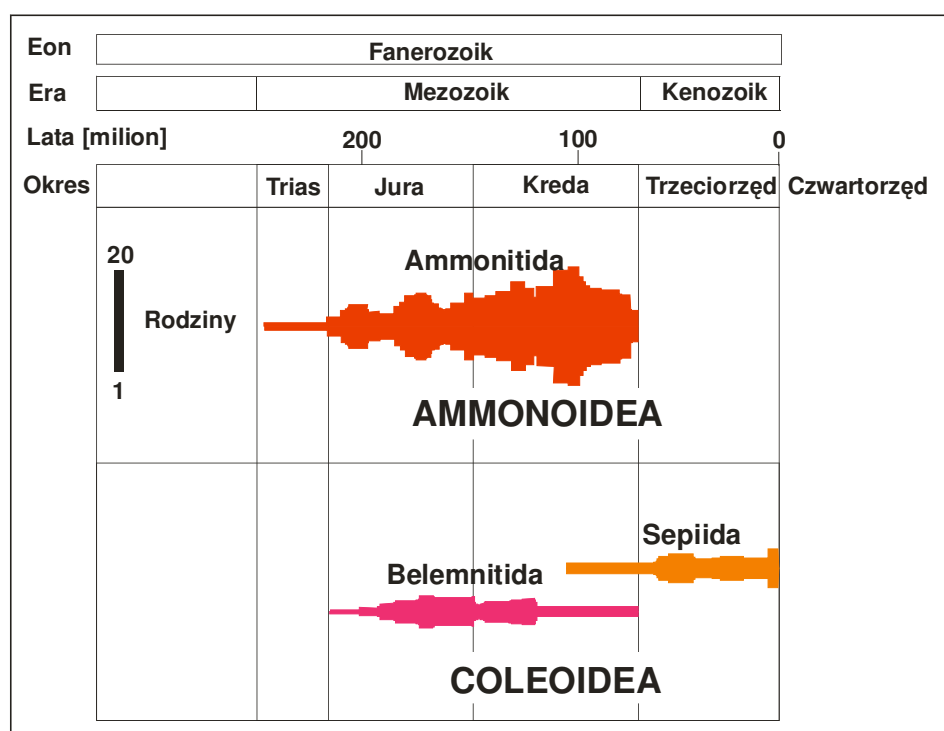 Eon Fanerozoik
Era Mezozoik Kenozoik
Lata [milion] 200 100 0
Okres Trias Jura Kreda Trzeciorzęd Czwartorzęd
20
Ammonitida
Rodziny
1
AMMONOIDEA
Sepiida
Belemnitida
COLEOIDEA